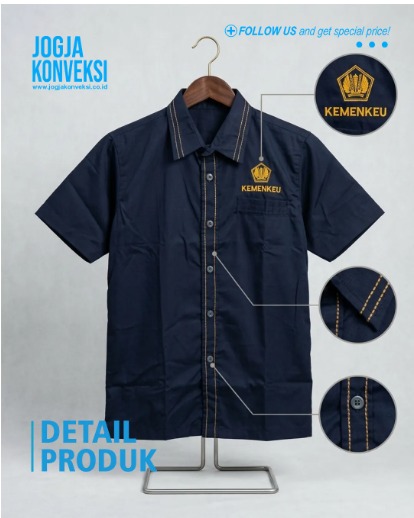 JOGJA
KONVEKSI
www.jogjakonveksi.co.id
FOLLOW US and get special price!
KEMENKEU
KEMENKEU
DETAIL
PRODUK